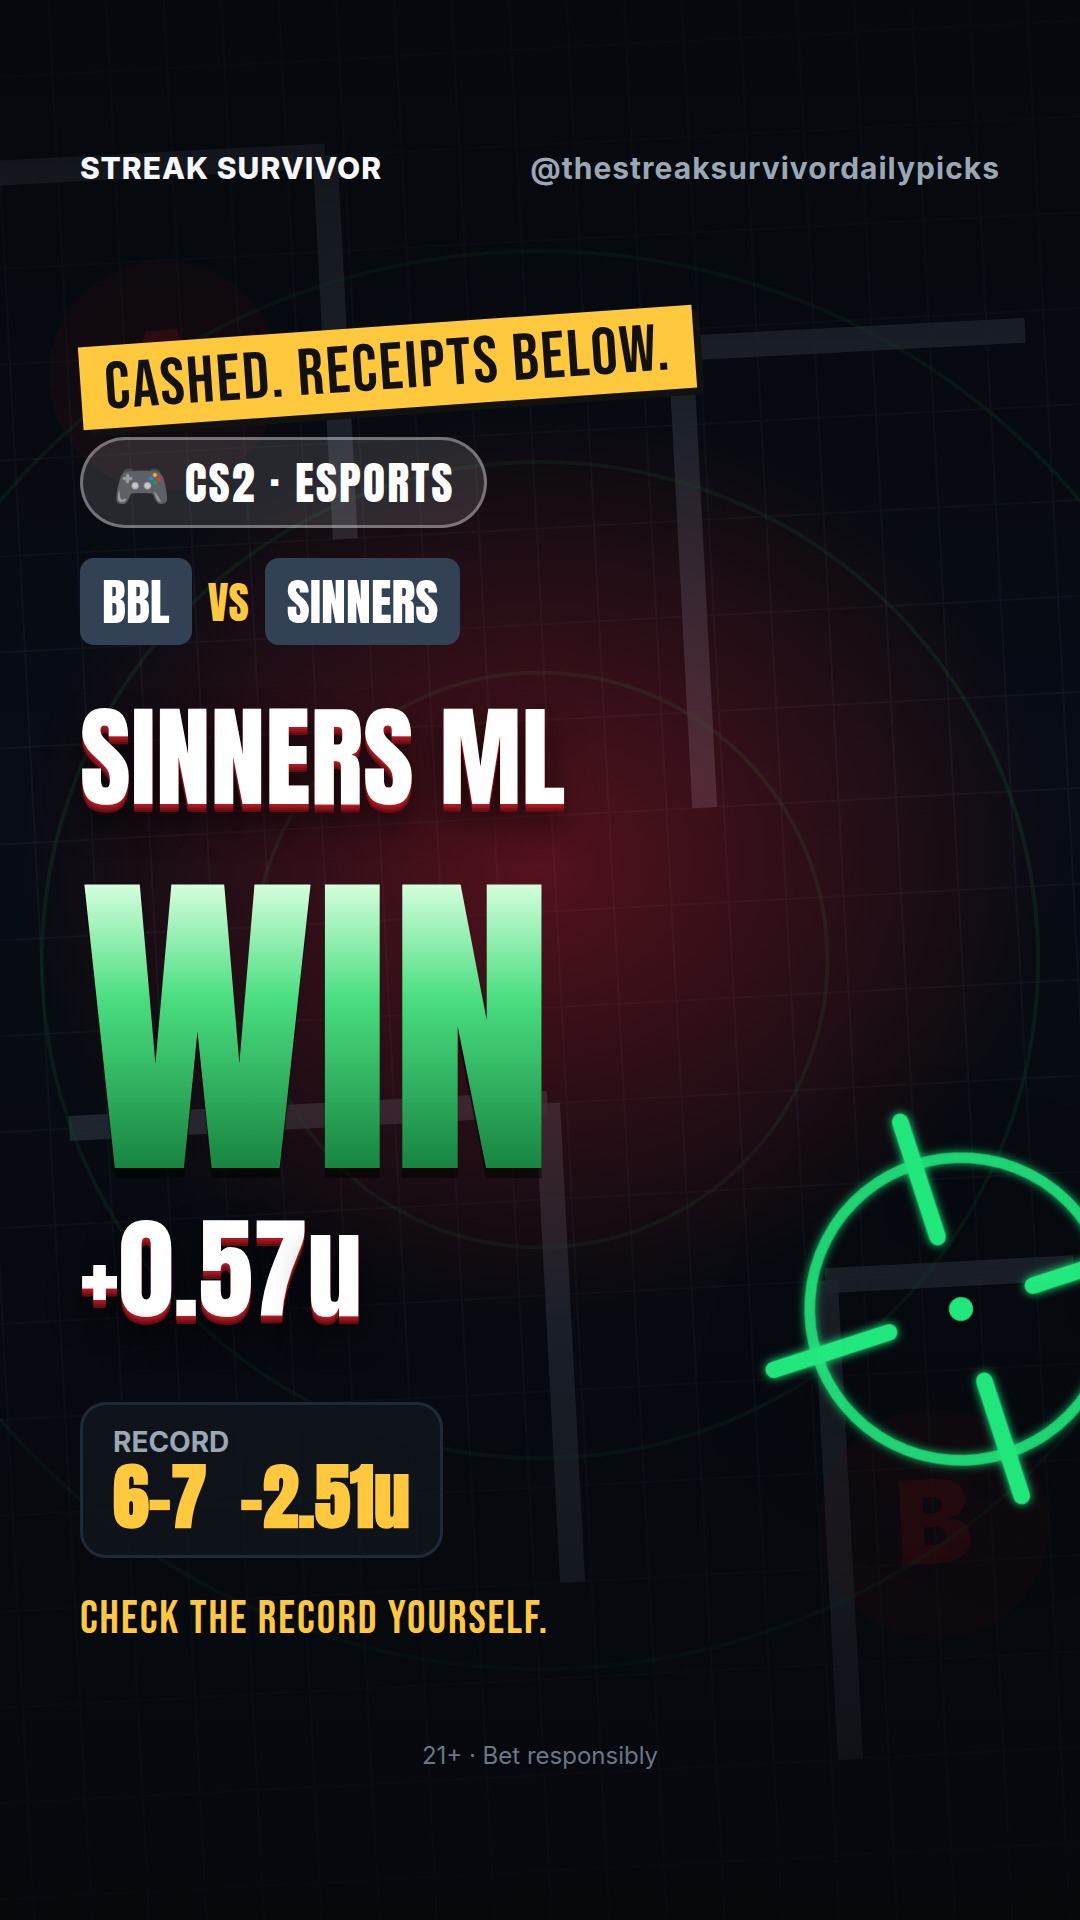 STREAK SURVIVOR @thestreaksurvivordailypicks
CASHED. RECEIPTS BELOW.
🎮 CS2 · ESPORTS
BBL VS SINNERS
SINNERS ML
WIN
+0.57u
RECORD
6-7 -2.51u
B
CHECK THE RECORD YOURSELF.
21+ · Bet responsibly